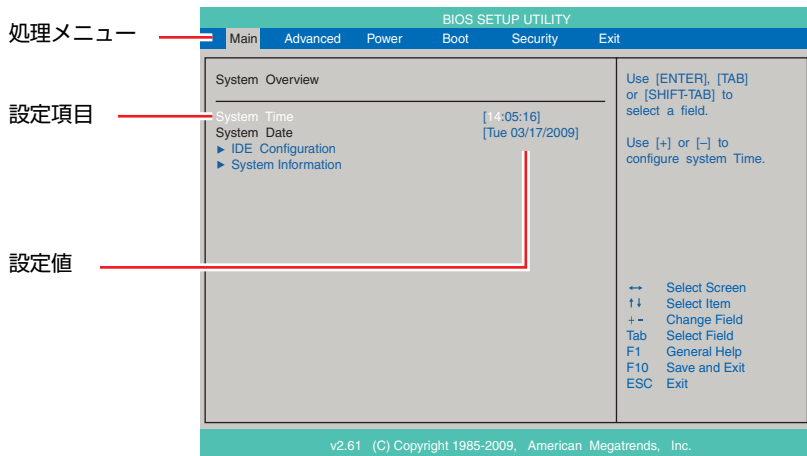 BIOS SETUP UTILITY
処理メニュー
Main Advanced Power Boot Security Exit
System Overview
設定項目
System Time [14:05:16]
System Date [Tue 03/17/2009]
► IDE Configuration
► System Information
設定値
Use [ENTER], [TAB]
or [SHIFT-TAB] to
select a field.
Use [+] or [–] to
configure system Time.
↔ Select Screen
↑↓ Select Item
+ - Change Field
Tab Select Field
F1 General Help
F10 Save and Exit
ESC Exit
v2.61 (C) Copyright 1985-2009, American Megatrends, Inc.